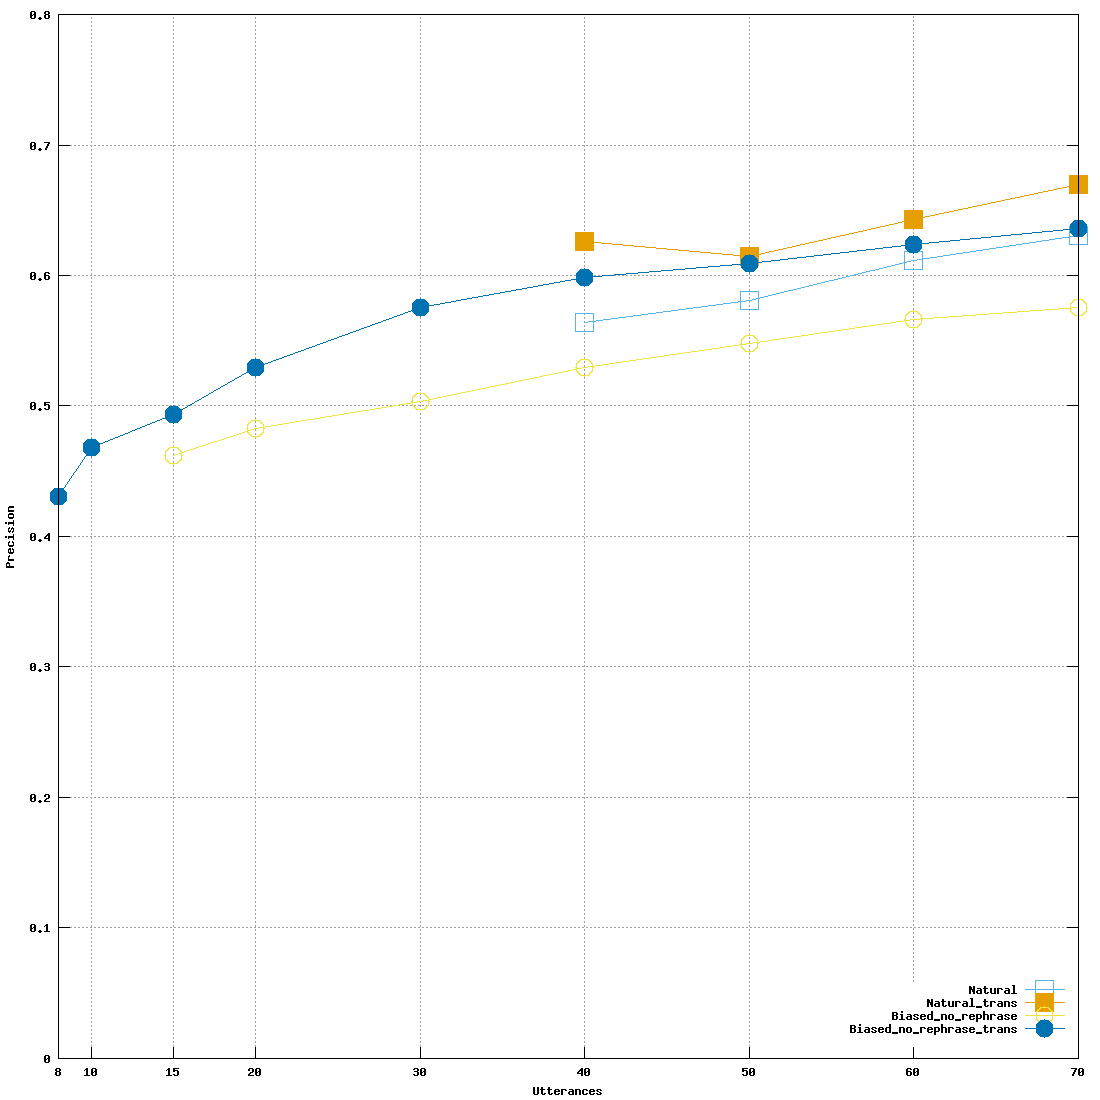 0.8
0.7
0.6
0.5
0.4
0.3
0.2
0.1
0
Precision
8 10 15 20 30 40 50 60 70
Utterances
Natural
Natural_trans
Biased_no_rephrase
Biased_no_rephrase_trans